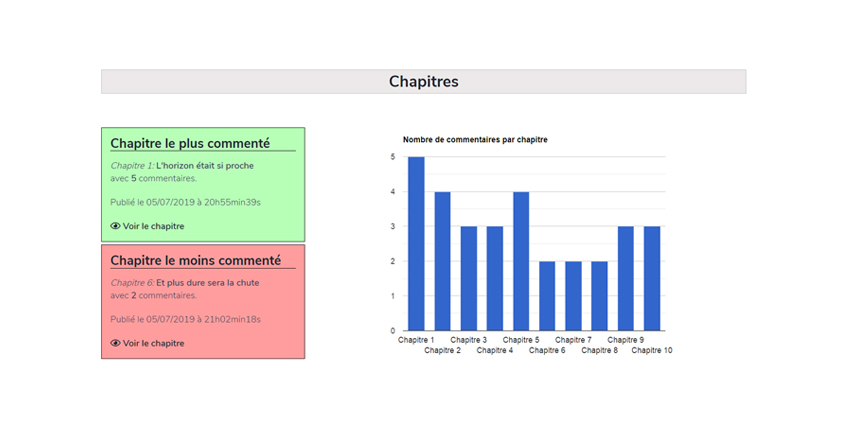 Chapitres
Chapitre le plus commenté
Chapitre 1: L'horizon était si proche
avec 5 commentaires.
Publié le 05/07/2019 à 20h55min39s
Voir le chapitre
Chapitre le moins commenté
Chapitre 6: Et plus dure sera la chute
avec 2 commentaires.
Publié le 05/07/2019 à 21h02min18s
Voir le chapitre
Nombre de commentaires par chapitre
5
4
3
2
1
0
Chapitre 1 Chapitre 3 Chapitre 5 Chapitre 7 Chapitre 9
Chapitre 2 Chapitre 4 Chapitre 6 Chapitre 8 Chapitre 10